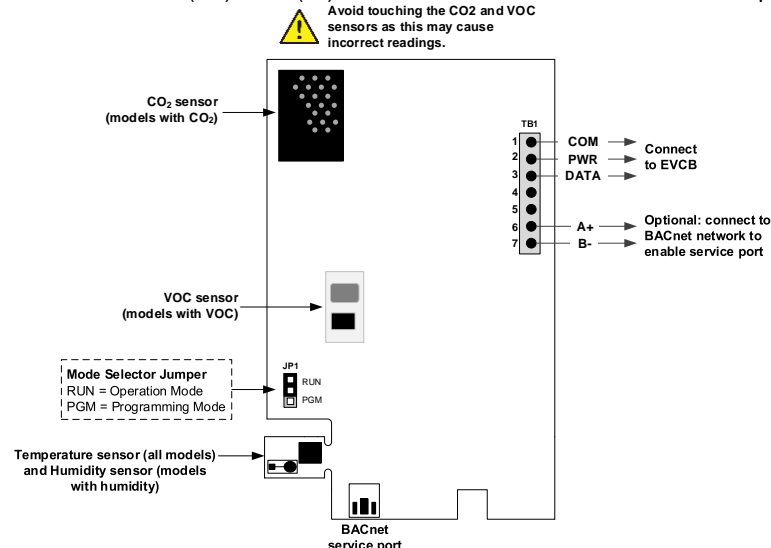 Avoid touching the CO2 and VOC
sensors as this may cause
incorrect readings.
CO2 sensor
(models with CO2)
TB1
1 COM
2 PWR
3 DATA
4
5
6 A+
7 B-
Connect
to EVCB
Optional: connect to
BACnet network to
enable service port
VOC sensor
(models with VOC)
JP1
RUN
PGM
Mode Selector Jumper
RUN = Operation Mode
PGM = Programming Mode
Temperature sensor (all models)
and Humidity sensor (models
with humidity)
BACnet
service port